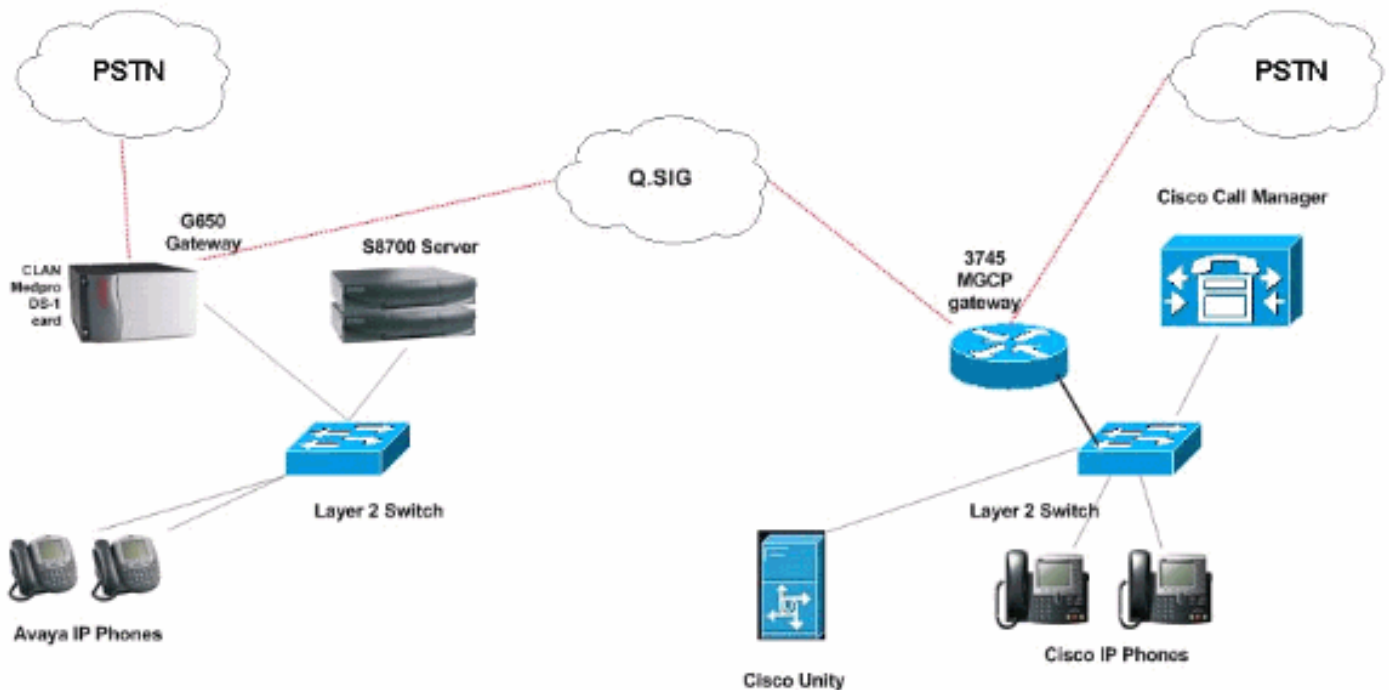 PSTN
PSTN
Q.SIG
Cisco Call Manager
G650
Gateway
S8700 Server
3745
MGCP
gateway
CLAN
Medpro
DS-1
card
Layer 2 Switch
Layer 2 Switch
Avaya IP Phones
Cisco IP Phones
Cisco Unity